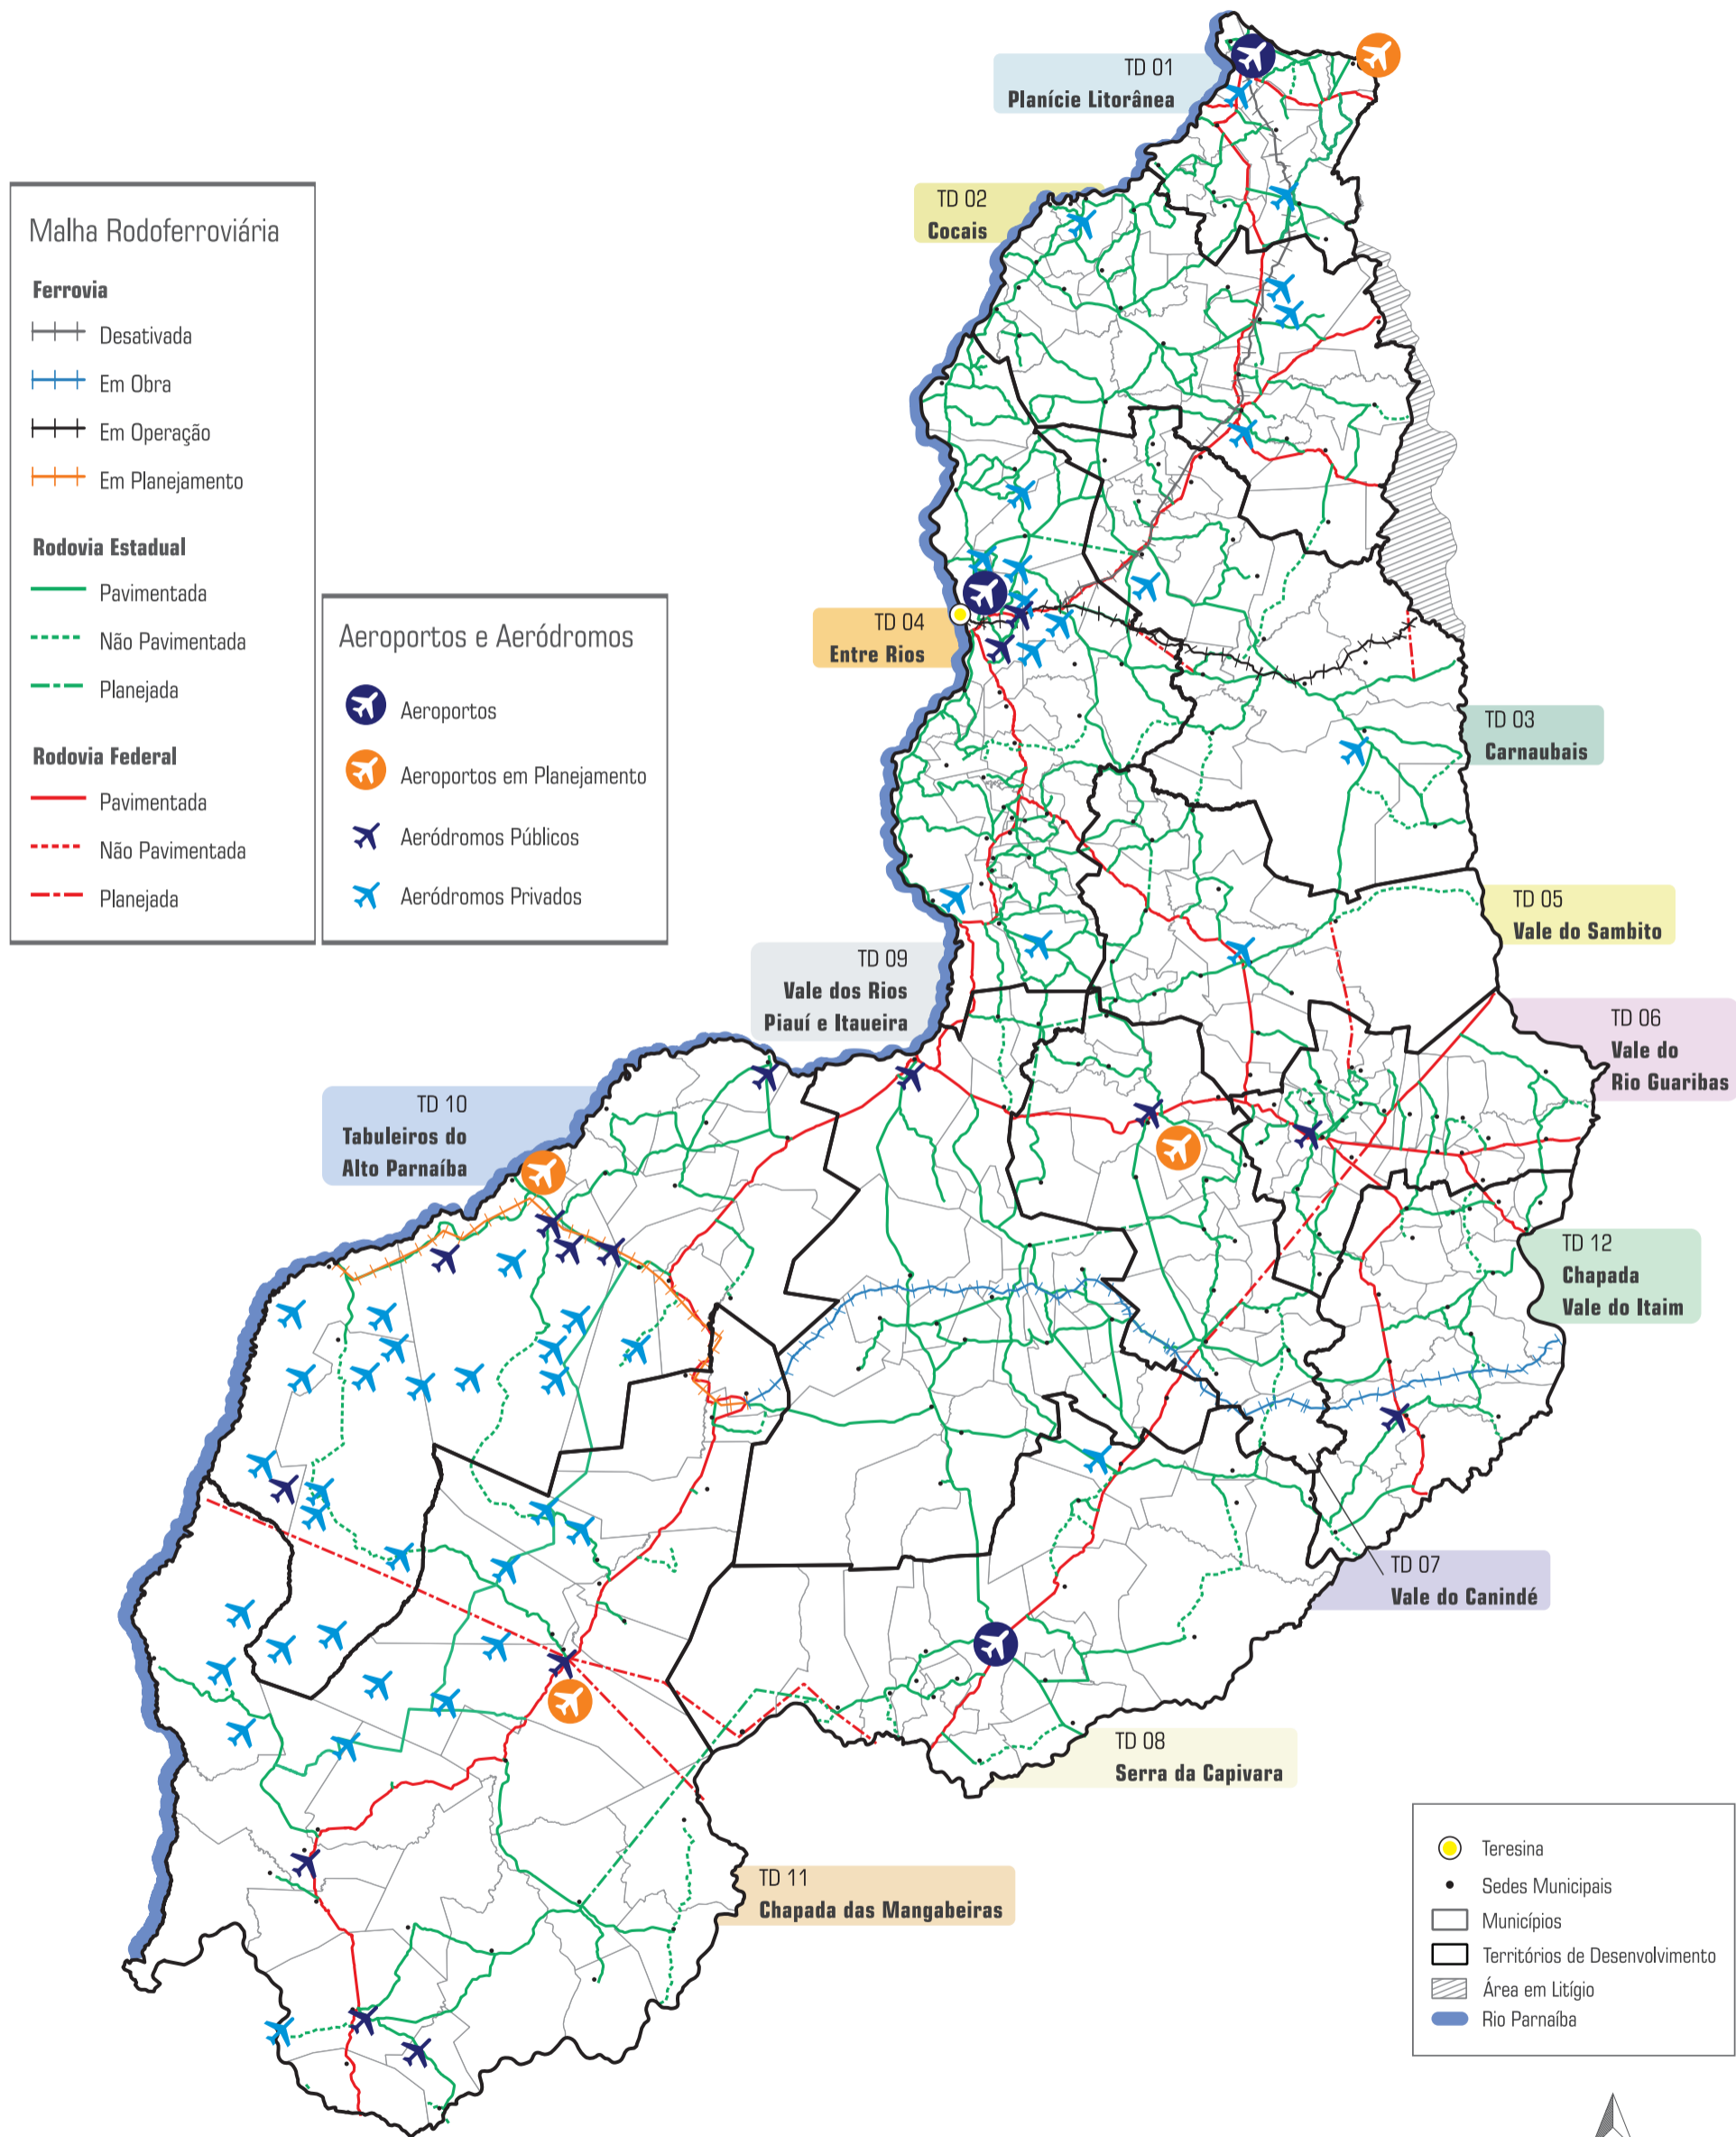 TD 01
Planície Litorânea
TD 02
Cocais
Malha Rodoferroviária
Ferrovia
Desativada
Em Obra
Em Operação
Em Planejamento
Rodovia Estadual
Pavimentada
Não Pavimentada
Planejada
Rodovia Federal
Pavimentada
Não Pavimentada
Planejada
Aeroportos e Aeródromos
Aeroportos
Aeroportos em Planejamento
Aeródromos Públicos
Aeródromos Privados
TD 04
Entre Rios
TD 03
Carnaubais
TD 05
Vale do Sambito
TD 09
Vale dos Rios
Piauí e Itaueira
TD 06
Vale do
Rio Guaribas
TD 10
Tabuleiros do
Alto Parnaíba
TD 12
Chapada
Vale do Itaim
TD 07
Vale do Canindé
TD 08
Serra da Capivara
TD 11
Chapada das Mangabeiras
Teresina
Sedes Municipais
Municípios
Territórios de Desenvolvimento
Área em Litígio
Rio Parnaíba